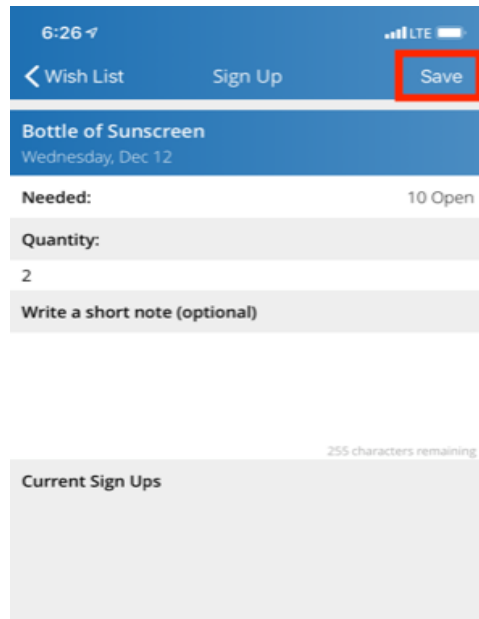 6:26 LTE
Wish List Sign Up Save
Bottle of Sunscreen
Wednesday, Dec 12
Needed: 10 Open
Quantity:
2
Write a short note (optional)
255 characters remaining
Current Sign Ups